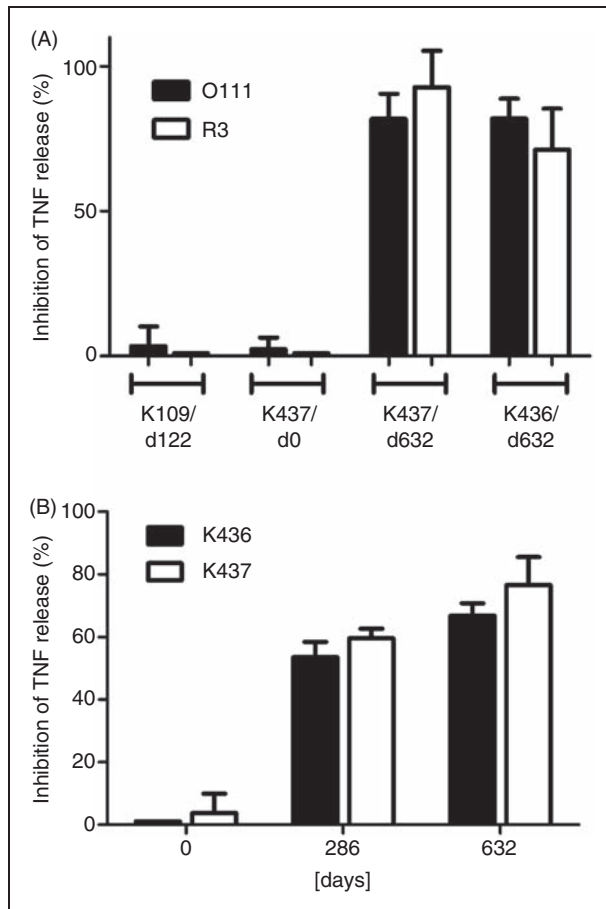 (A)
Inhibition of TNF release (%)
100
50
0
O111
R3
K109/
d122
K437/
d0
K437/
d632
K436/
d632
(B)
Inhibition of TNF release (%)
100
80
60
40
20
0
K436
K437
0
286
632
[days]